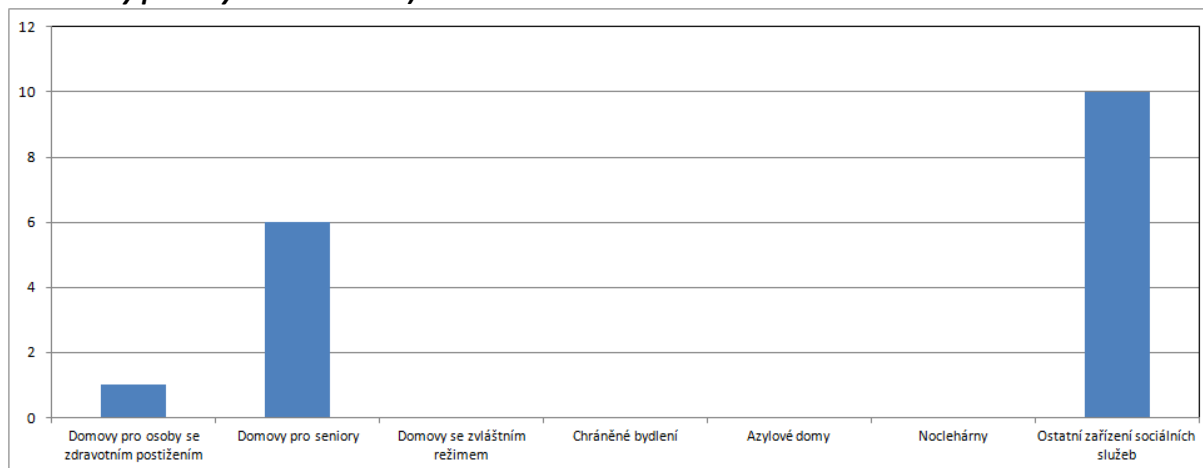 12
10
8
6
4
2
0
Domovy pro osoby se
zdravotním postižením
Domovy pro seniory
Domovy se zvláštním
režimem
Chráněné bydlení
Azylové domy
Noclehárny
Ostatní zařízení sociálních
služeb